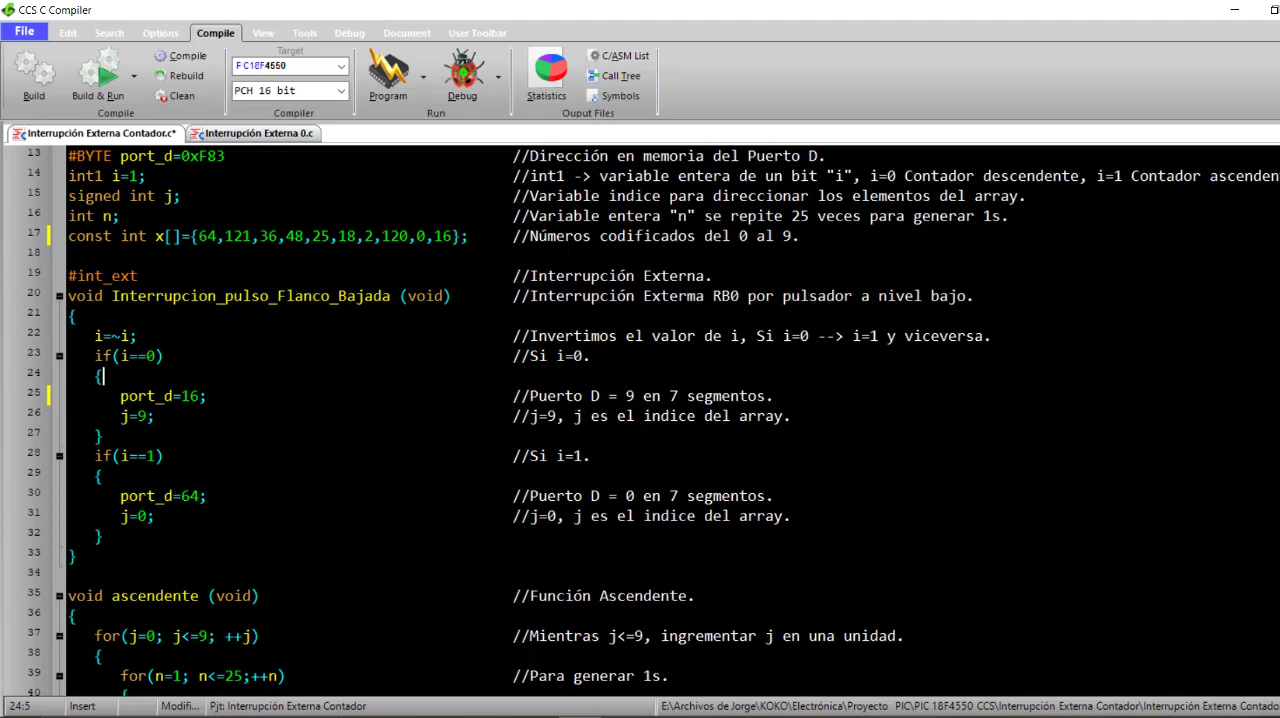 CCS C Compiler
File Edit Search Options Compile View Tools Debug Document User Toolbar
Build
Build & Run
Compile
Rebuild
Clean
Compile
Target
PIC18F4550
PCH 16 bit
Compiler
Program
Debug
Run
Statistics
C/ASM List
Call Tree
Symbols
Ouput Files
Interrupción Externa Contador.c* Interrupción Externa 0.c
13 #BYTE port_d=0xF83 //Dirección en memoria del Puerto D.
14 int1 i=1; //int1 -> variable entera de un bit "i", i=0 Contador descendente, i=1 Contador ascenden
15 signed int j; //Variable indice para direccionar los elementos del array.
16 int n; //Variable entera "n" se repite 25 veces para generar 1s.
17 const int x[]={64,121,36,48,25,18,2,120,0,16}; //Números codificados del 0 al 9.
18
19 #int_ext //Interrupción Externa.
20 void Interrupcion_pulso_Flanco_Bajada (void) //Interrupción Exterma RB0 por pulsador a nivel bajo.
21 {
22 i=~i; //Invertimos el valor de i, Si i=0 --> i=1 y viceversa.
23 if(i==0) //Si i=0.
24 {
25 port_d=16; //Puerto D = 9 en 7 segmentos.
26 j=9; //j=9, j es el indice del array.
27 }
28 if(i==1) //Si i=1.
29 {
30 port_d=64; //Puerto D = 0 en 7 segmentos.
31 j=0; //j=0, j es el indice del array.
32 }
33 }
34
35 void ascendente (void) //Función Ascendente.
36 {
37 for(j=0; j<=9; ++j) //Mientras j<=9, ingrementar j en una unidad.
38 {
39 for(n=1; n<=25;++n) //Para generar 1s.
40 {
24:5 Insert Modifi... Pjt: Interrupción Externa Contador E:\Archivos de Jorge\KOKO\Electrónica\Proyecto PIC\PIC 18F4550 CCS\Interrupción Externa Contador\Interrupción Externa Contado